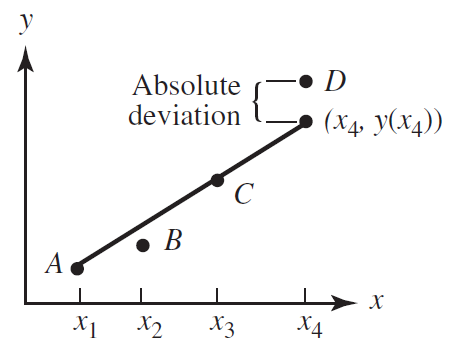 y
Absolute
deviation
D
(x₄, y(x₄))
C
B
A
x
x₁ x₂ x₃ x₄